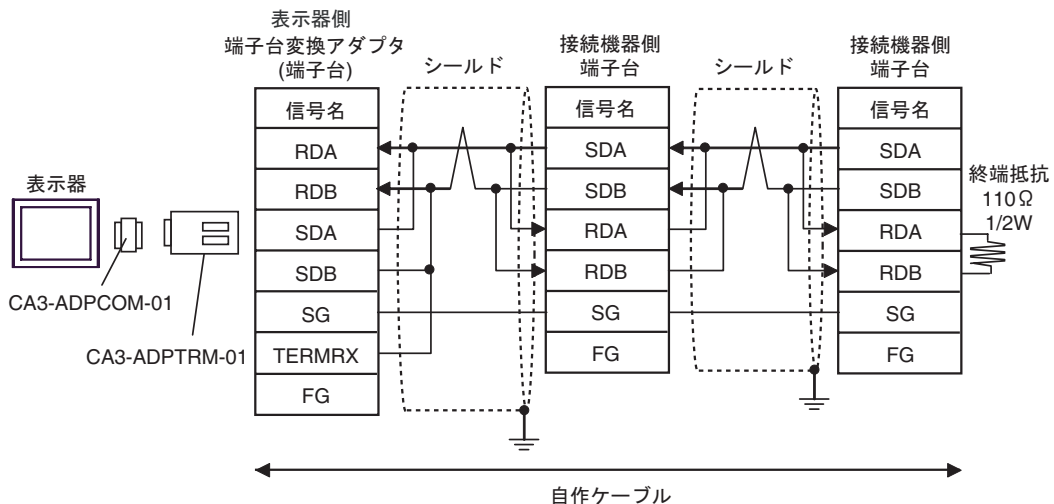 表示器側
端子台変換アダプタ
(端子台)
シールド
接続機器側
端子台
シールド
接続機器側
端子台
信号名
RDA
RDB
SDA
SDB
SG
TERMRX
FG
信号名
SDA
SDB
RDA
RDB
SG
FG
信号名
SDA
SDB
RDA
RDB
SG
FG
終端抵抗
110Ω
1/2W
表示器
CA3-ADPCOM-01
CA3-ADPTRM-01
自作ケーブル